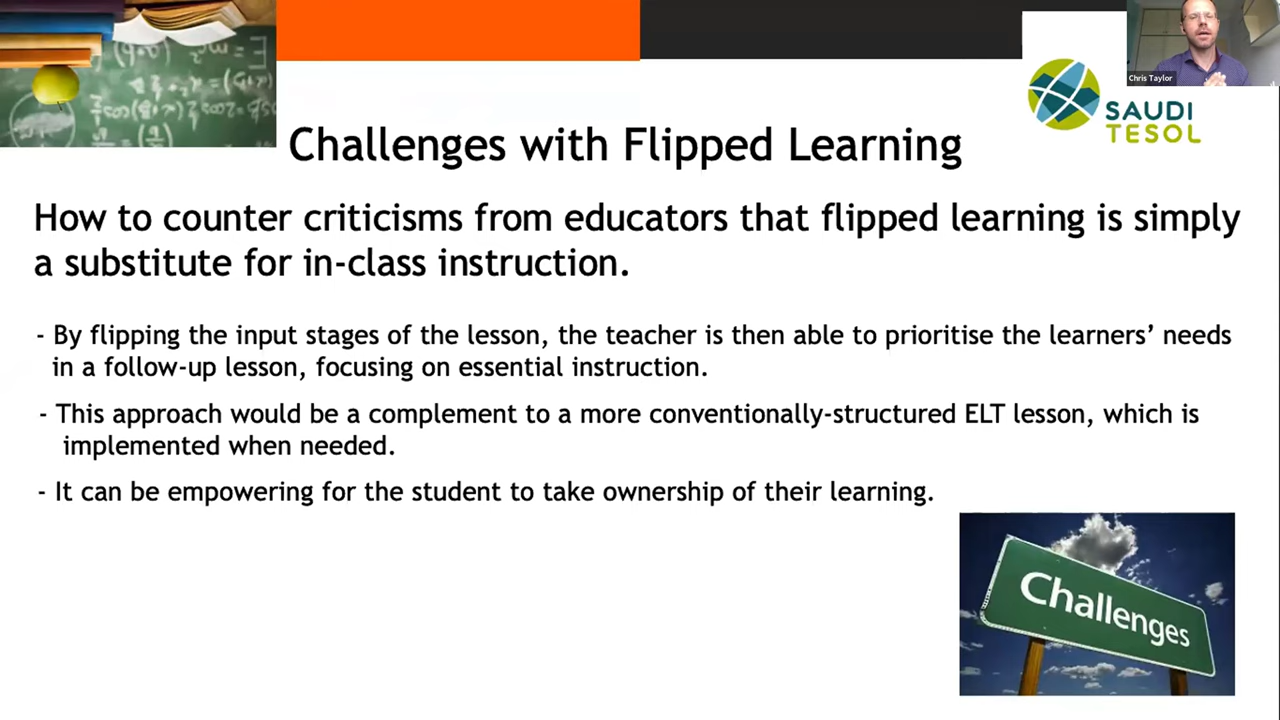 Chris Taylor
SAUDI
TESOL
Challenges with Flipped Learning
How to counter criticisms from educators that flipped learning is simply
a substitute for in-class instruction.
- By flipping the input stages of the lesson, the teacher is then able to prioritise the learners’ needs
in a follow-up lesson, focusing on essential instruction.
- This approach would be a complement to a more conventionally-structured ELT lesson, which is
implemented when needed.
- It can be empowering for the student to take ownership of their learning.
Challenges